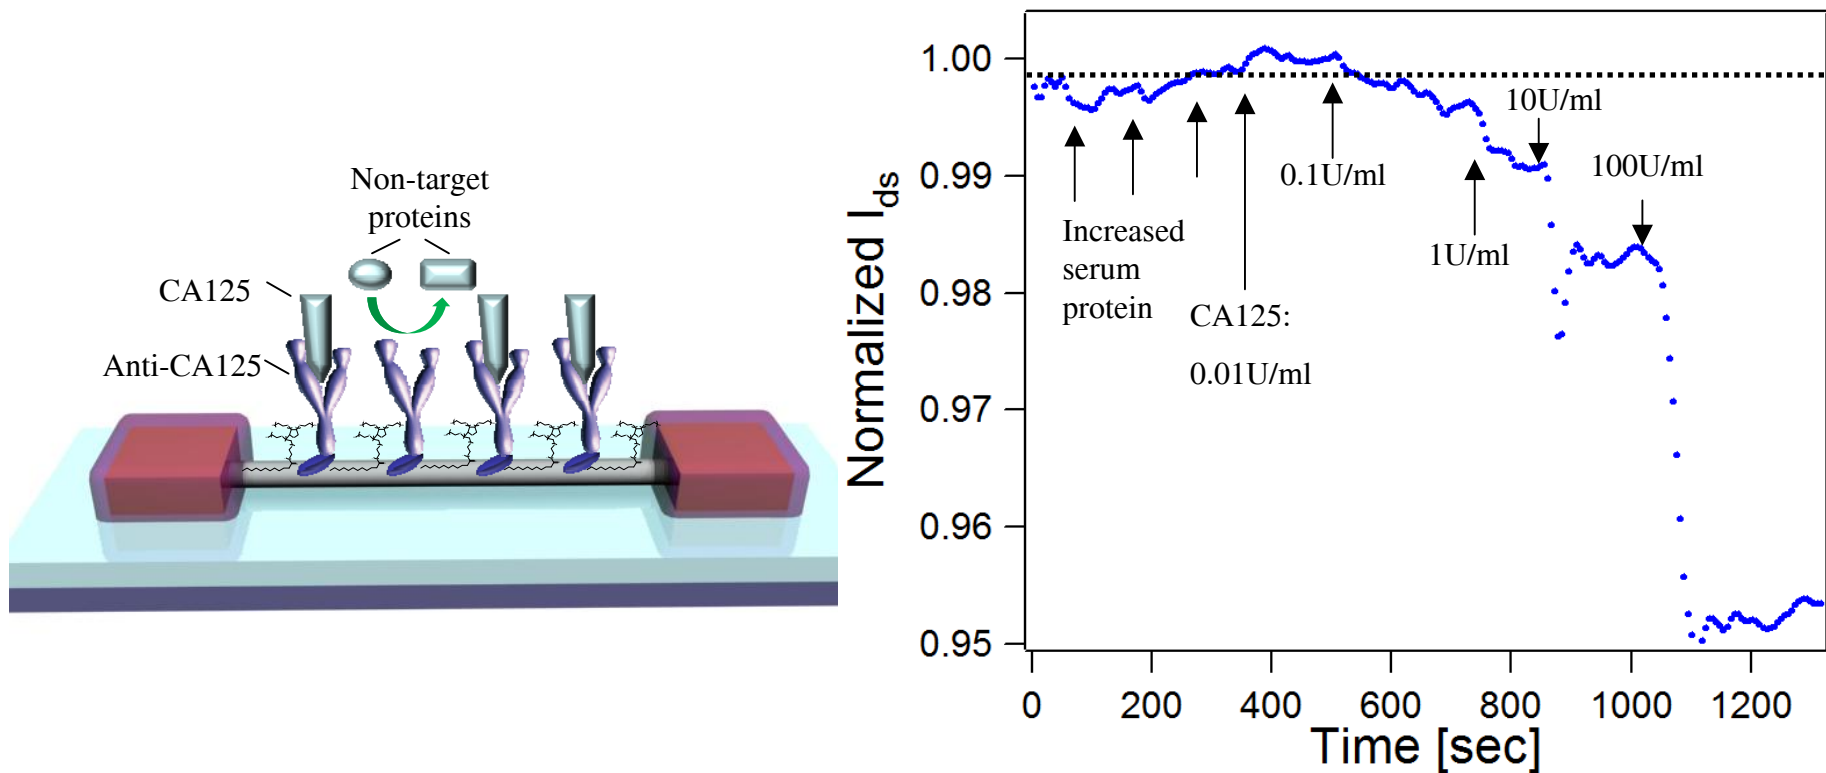 Non-target
proteins
CA125
Anti-CA125
Normalized I_ds
1.00
0.99
0.98
0.97
0.96
0.95
10U/ml
0.1U/ml
100U/ml
Increased
serum
protein
1U/ml
CA125:
0.01U/ml
0 200 400 600 800 1000 1200
Time [sec]